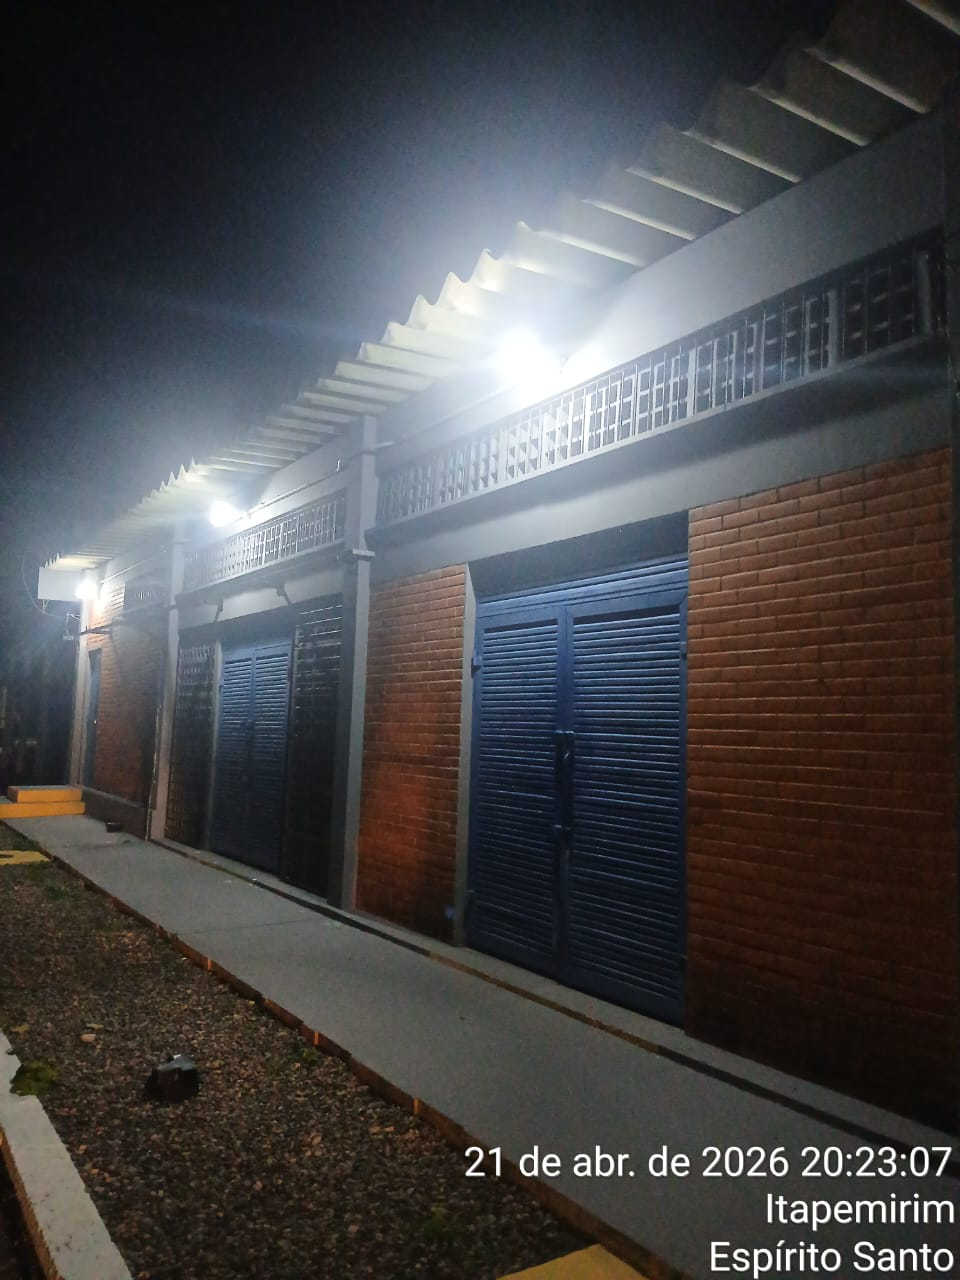 21 de abr. de 2026 20:23:07
Itapemirim
Espírito Santo